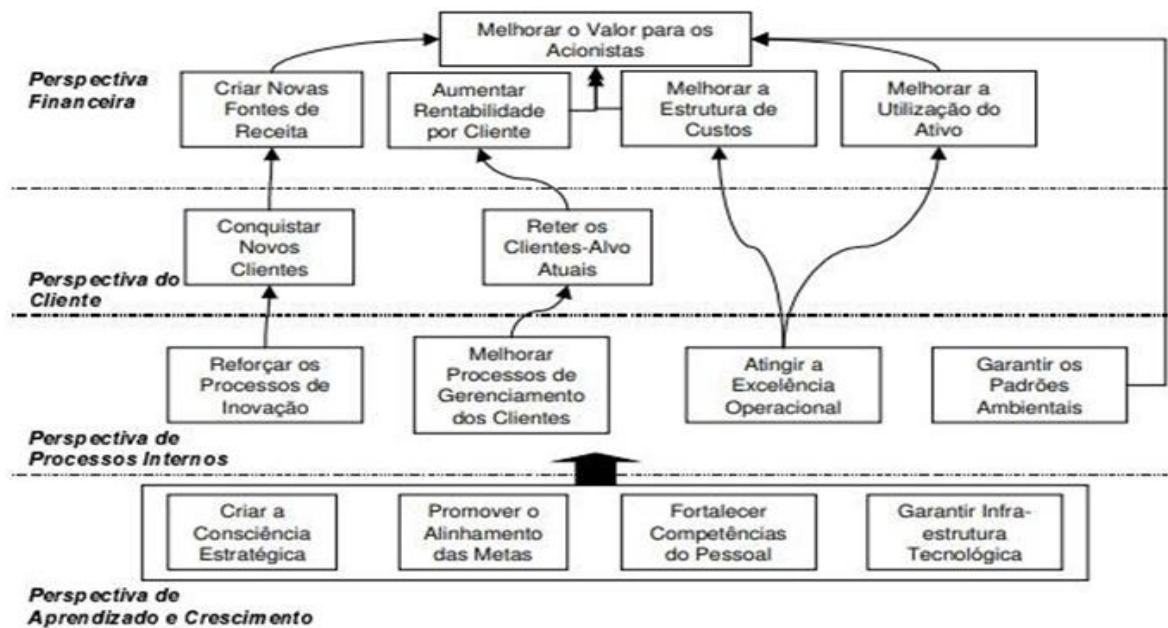 Melhorar o Valor para os
Acionistas
Perspectiva
Financeira
Criar Novas
Fontes de
Receita
Aumentar
Rentabilidade
por Cliente
Melhorar a
Estrutura de
Custos
Melhorar a
Utilização do
Ativo
Conquistar
Novos
Clientes
Reter os
Clientes-Alvo
Atuais
Perspectiva do
Cliente
Reforçar os
Processos de
Inovação
Melhorar
Processos de
Gerenciamento
dos Clientes
Atingir a
Excelência
Operacional
Garantir os
Padrões
Ambientais
Perspectiva de
Processos Internos
Criar a
Consciência
Estratégica
Promover o
Alinhamento
das Metas
Fortalecer
Competências
do Pessoal
Garantir Infra-
estrutura
Tecnológica
Perspectiva de
Aprendizado e Crescimento